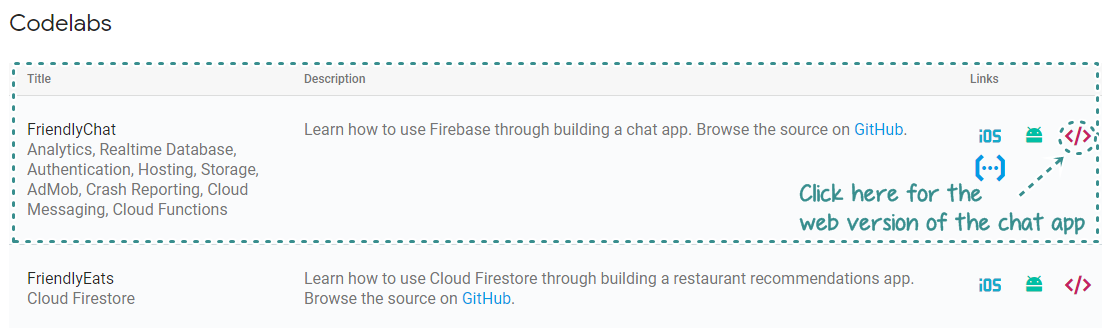 Codelabs
Title Description Links
FriendlyChat Learn how to use Firebase through building a chat app. Browse the source on GitHub. iOS </>
Analytics, Realtime Database,
Authentication, Hosting, Storage,
AdMob, Crash Reporting, Cloud
Messaging, Cloud Functions
Click here for the
web version of the chat app
FriendlyEats Learn how to use Cloud Firestore through building a restaurant recommendations app. iOS </>
Cloud Firestore Browse the source on GitHub.